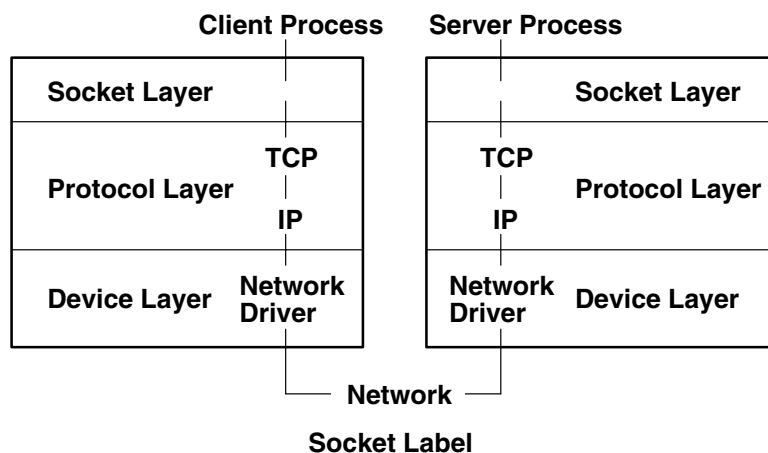 Client Process Server Process
Socket Layer Socket Layer
TCP TCP
Protocol Layer Protocol Layer
IP IP
Device Layer Network Driver Network Driver Device Layer
Network
Socket Label